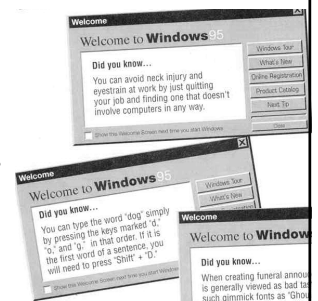 Welcome
Welcome to Windows 95
Did you know...
You can avoid neck injury and
eyestrain at work by just quitting
your job and finding one that doesn't
involve computers in any way.
Windows Tour
What's New
Online Registration
Product Catalog
Next Tip
Close
Show this Welcome Screen next time you start Windows
Welcome
Welcome to Windows 95
Did you know...
You can type the word 'dog' simply
by pressing the keys marked 'd,'
'o,' and 'g,' in that order. If it is
the first word of a sentence, you
will need to press 'Shift' + 'D.'
Windows Tour
What's New
Show this Welcome Screen next time you start Windows
Welcome
Welcome to Windows
Did you know...
When creating funeral annou
is generally viewed as bad tas
such gimmick fonts as 'Ghou